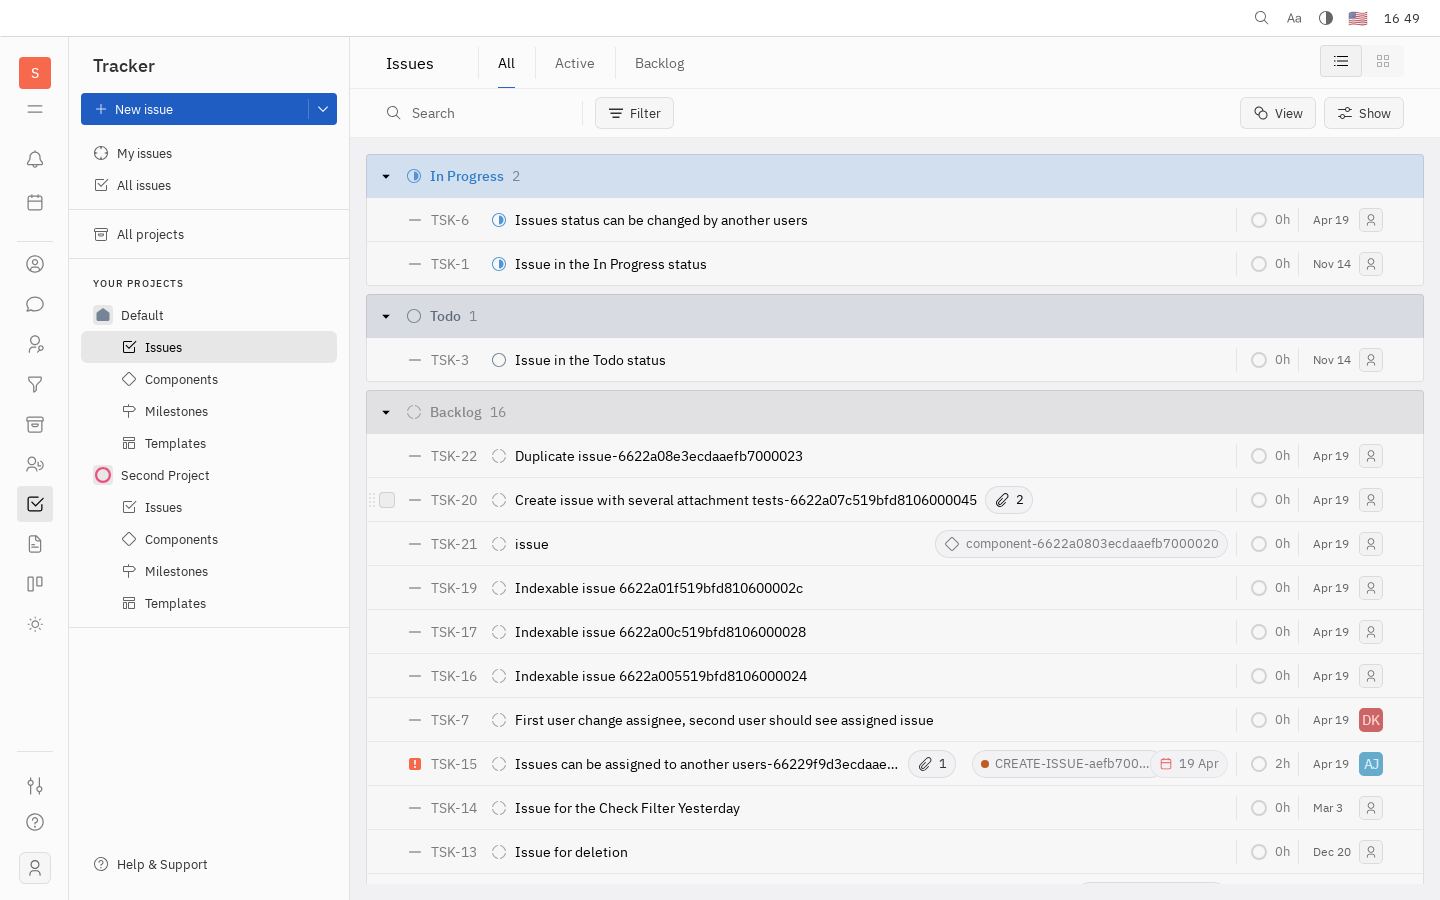 Aa 16 49
S
Tracker
New issue
My issues
All issues
All projects
YOUR PROJECTS
Default
Issues
Components
Milestones
Templates
Second Project
Issues
Components
Milestones
Templates
Help & Support
Issues All Active Backlog
Search Filter View Show
In Progress 2
TSK-6 Issues status can be changed by another users 0h Apr 19
TSK-1 Issue in the In Progress status 0h Nov 14
Todo 1
TSK-3 Issue in the Todo status 0h Nov 14
Backlog 16
TSK-22 Duplicate issue-6622a08e3ecdaaefb7000023 0h Apr 19
TSK-20 Create issue with several attachment tests-6622a07c519bfd8106000045 2 0h Apr 19
TSK-21 issue component-6622a0803ecdaaefb7000020 0h Apr 19
TSK-19 Indexable issue 6622a01f519bfd810600002c 0h Apr 19
TSK-17 Indexable issue 6622a00c519bfd8106000028 0h Apr 19
TSK-16 Indexable issue 6622a005519bfd8106000024 0h Apr 19
TSK-7 First user change assignee, second user should see assigned issue 0h Apr 19 DK
TSK-15 Issues can be assigned to another users-66229f9d3ecdaae... 1 CREATE-ISSUE-aefb700... 19 Apr 2h Apr 19 AJ
TSK-14 Issue for the Check Filter Yesterday 0h Mar 3
TSK-13 Issue for deletion 0h Dec 20